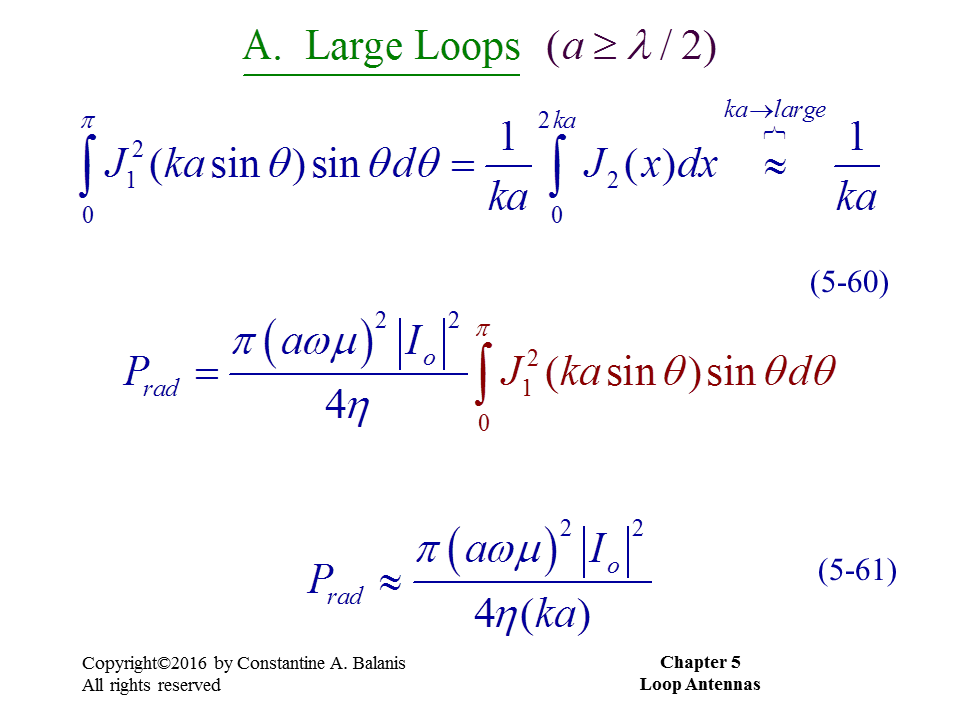 A. Large Loops (a ≥ λ / 2)
∫₀^π J₁²(ka sin θ) sin θdθ = 1/ka ∫₀^{2ka} J₂(x)dx ≈^{ka→large} 1/ka
(5-60)
P_rad = π(aωμ)² |I_o|² / 4η ∫₀^π J₁²(ka sin θ) sin θdθ
P_rad ≈ π(aωμ)² |I_o|² / 4η(ka) (5-61)
Copyright©2016 by Constantine A. Balanis
All rights reserved
Chapter 5
Loop Antennas